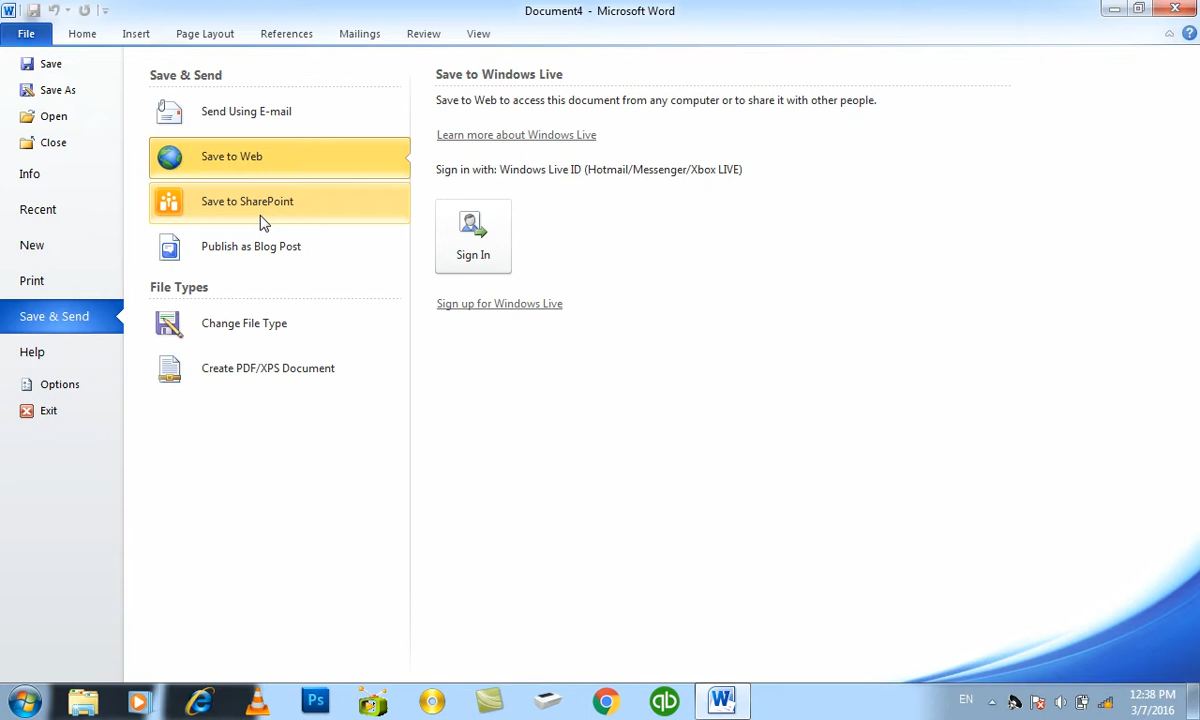 Document4 - Microsoft Word
File Home Insert Page Layout References Mailings Review View
Save
Save As
Open
Close
Info
Recent
New
Print
Save & Send
Help
Options
Exit
Save & Send
Send Using E-mail
Save to Web
Save to SharePoint
Publish as Blog Post
File Types
Change File Type
Create PDF/XPS Document
Save to Windows Live
Save to Web to access this document from any computer or to share it with other people.
Learn more about Windows Live
Sign in with: Windows Live ID (Hotmail/Messenger/Xbox LIVE)
Sign In
Sign up for Windows Live
Ps
qb
W
EN
12:38 PM
3/7/2016